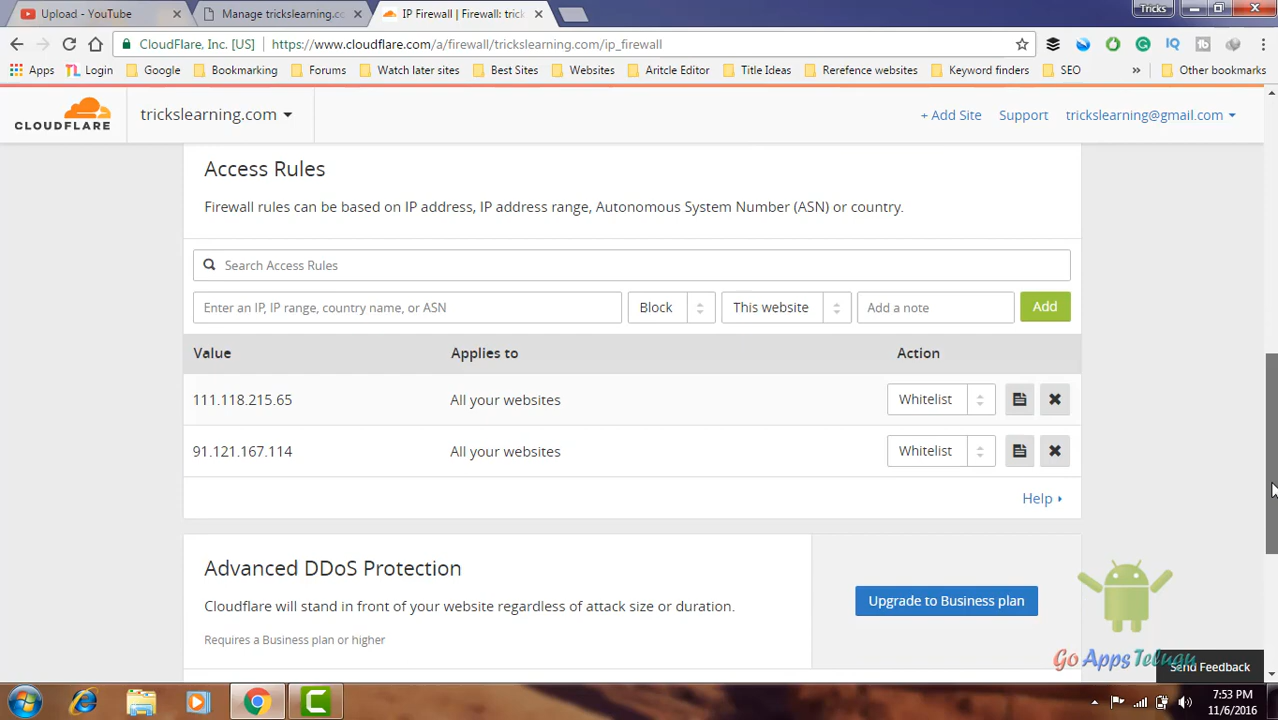 Upload - YouTube
Manage trickslearning.co
IP Firewall | Firewall: trick
Tricks
CloudFlare, Inc. [US] | https://www.cloudflare.com/a/firewall/trickslearning.com/ip_firewall
Apps
Login
Google
Bookmarking
Forums
Watch later sites
Best Sites
Websites
Aritcle Editor
Title Ideas
Rerefence websites
Keyword finders
SEO
»
Other bookmarks
CLOUDFLARE
trickslearning.com
+ Add Site
Support
trickslearning@gmail.com
Access Rules
Firewall rules can be based on IP address, IP address range, Autonomous System Number (ASN) or country.
Search Access Rules
Enter an IP, IP range, country name, or ASN
Block
This website
Add a note
Add
Value
Applies to
Action
111.118.215.65
All your websites
Whitelist
91.121.167.114
All your websites
Whitelist
Help
Advanced DDoS Protection
Cloudflare will stand in front of your website regardless of attack size or duration.
Requires a Business plan or higher
Upgrade to Business plan
Go Apps Telugu
Send Feedback
7:53 PM
11/6/2016